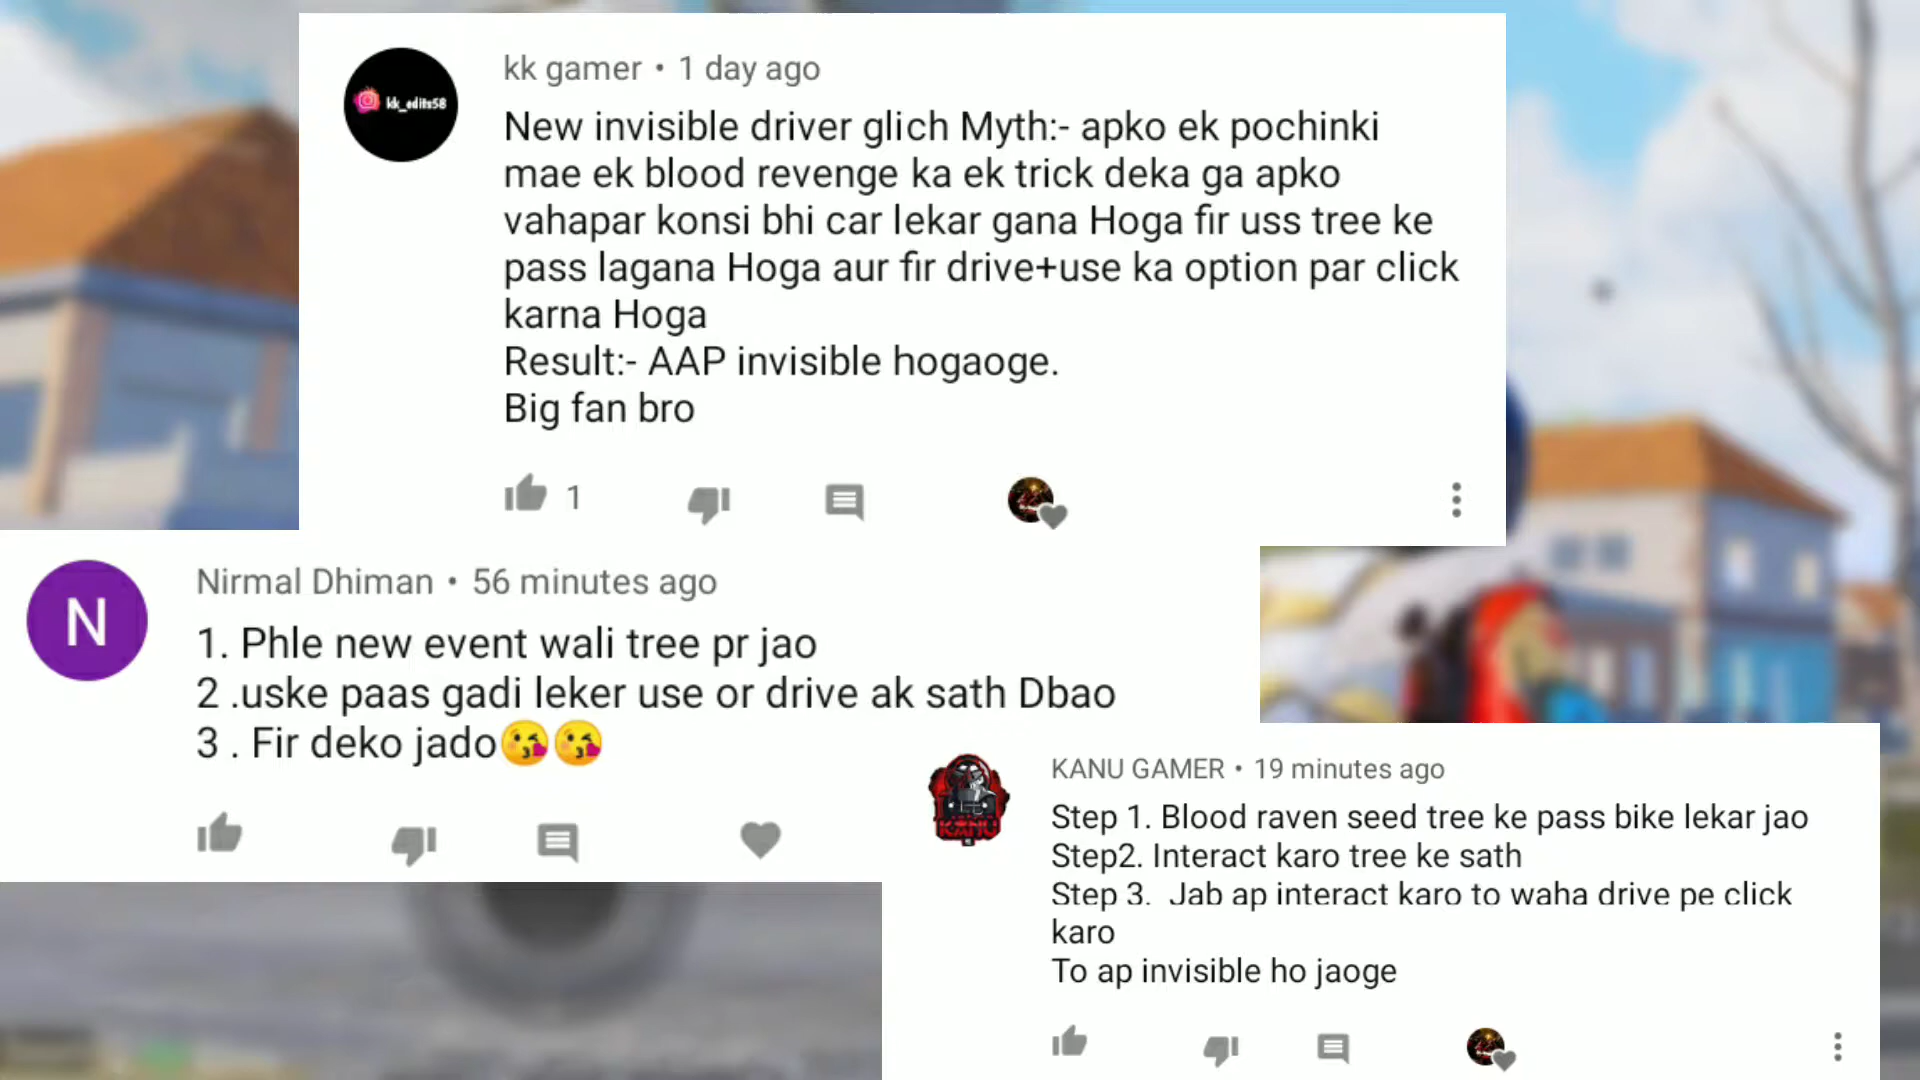 kk_edits58
kk gamer • 1 day ago
New invisible driver glich Myth:- apko ek pochinki
mae ek blood revenge ka ek trick deka ga apko
vahapar konsi bhi car lekar gana Hoga fir uss tree ke
pass lagana Hoga aur fir drive+use ka option par click
karna Hoga
Result:- AAP invisible hogaoge.
Big fan bro
1
N
Nirmal Dhiman • 56 minutes ago
1. Phle new event wali tree pr jao
2 .uske paas gadi leker use or drive ak sath Dbao
3 . Fir deko jado😘😘
KANU
KANU GAMER • 19 minutes ago
Step 1. Blood raven seed tree ke pass bike lekar jao
Step2. Interact karo tree ke sath
Step 3.  Jab ap interact karo to waha drive pe click
karo
To ap invisible ho jaoge